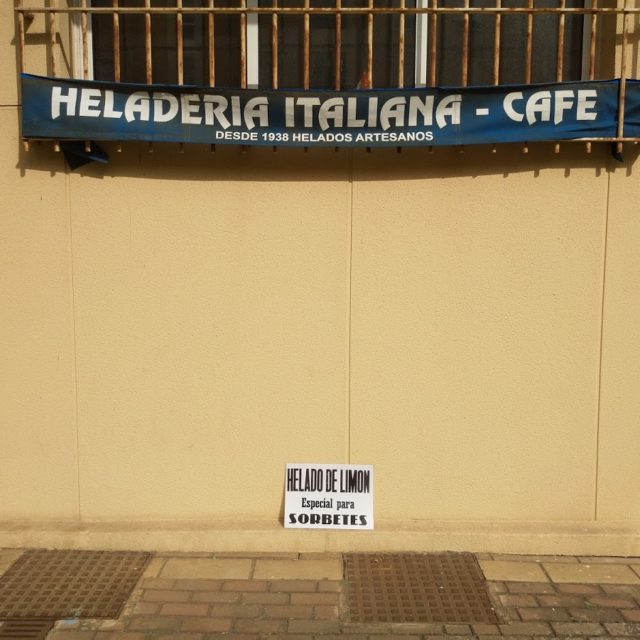 HELADERIA ITALIANA - CAFE
DESDE 1938 HELADOS ARTESANOS
HELADO DE LIMON
Especial para
SORBETES